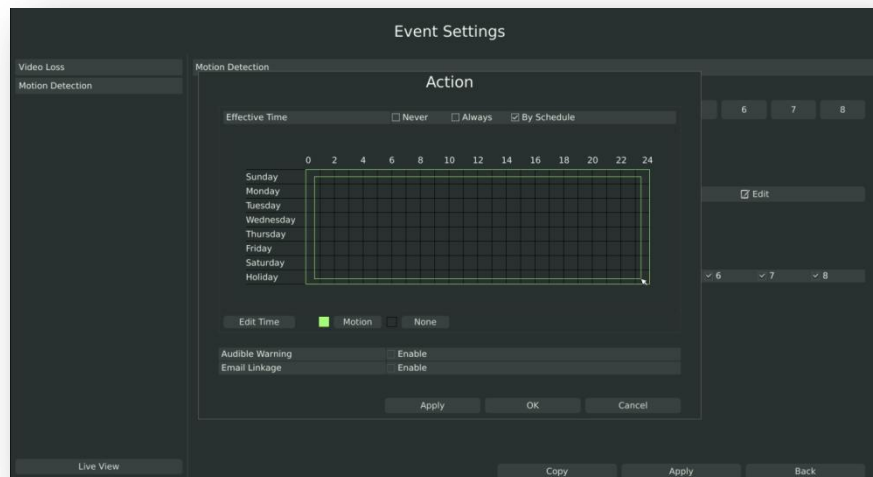 Event Settings
Video Loss
Motion Detection
Motion Detection
Action
Effective Time Never Always By Schedule
6 7 8
0 2 4 6 8 10 12 14 16 18 20 22 24
Sunday
Monday
Tuesday
Wednesday
Thursday
Friday
Saturday
Holiday
Edit
6 7 8
Edit Time Motion None
Audible Warning Enable
Email Linkage Enable
Apply OK Cancel
Live View
Copy Apply Back